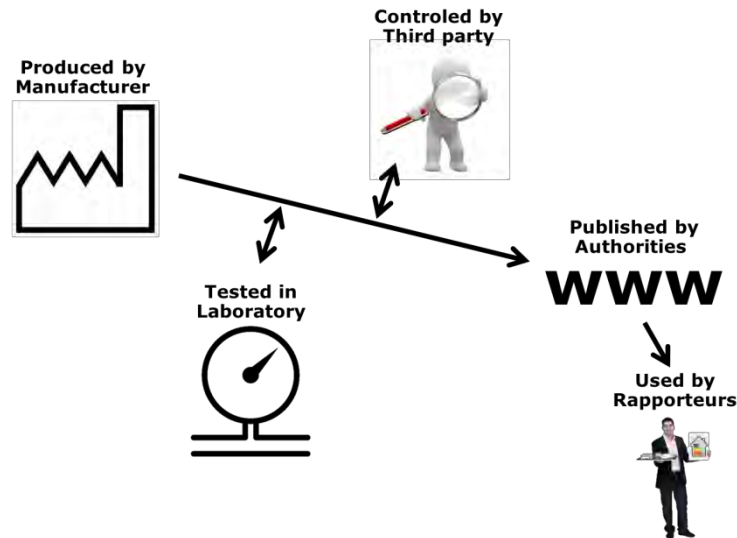 Controled by
Third party
Produced by
Manufacturer
Published by
Authorities
WWW
Tested in
Laboratory
Used by
Rapporteurs